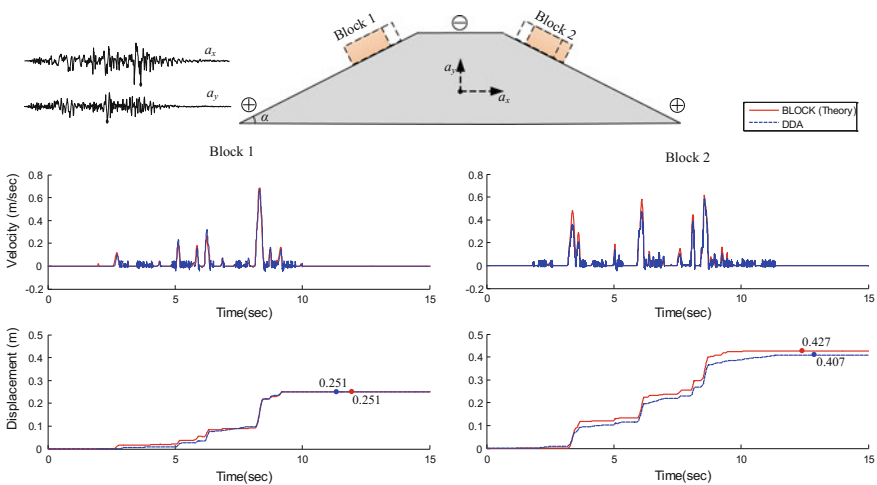 Block 1
Block 2
⊖
a_x
a_y
⊕
⊕
a_y
a_x
α
BLOCK (Theory)
DDA
Block 1
Block 2
Velocity (m/sec)
0.8
0.6
0.4
0.2
0
-0.2
0 5 10 15
Time(sec)
0.8
0.6
0.4
0.2
0
-0.2
0 5 10 15
Time(sec)
Displacement (m)
0.5
0.4
0.3
0.2
0.1
0
0.251
0.251
0 5 10 15
Time(sec)
0.5
0.4
0.3
0.2
0.1
0
0.427
0.407
0 5 10 15
Time(sec)